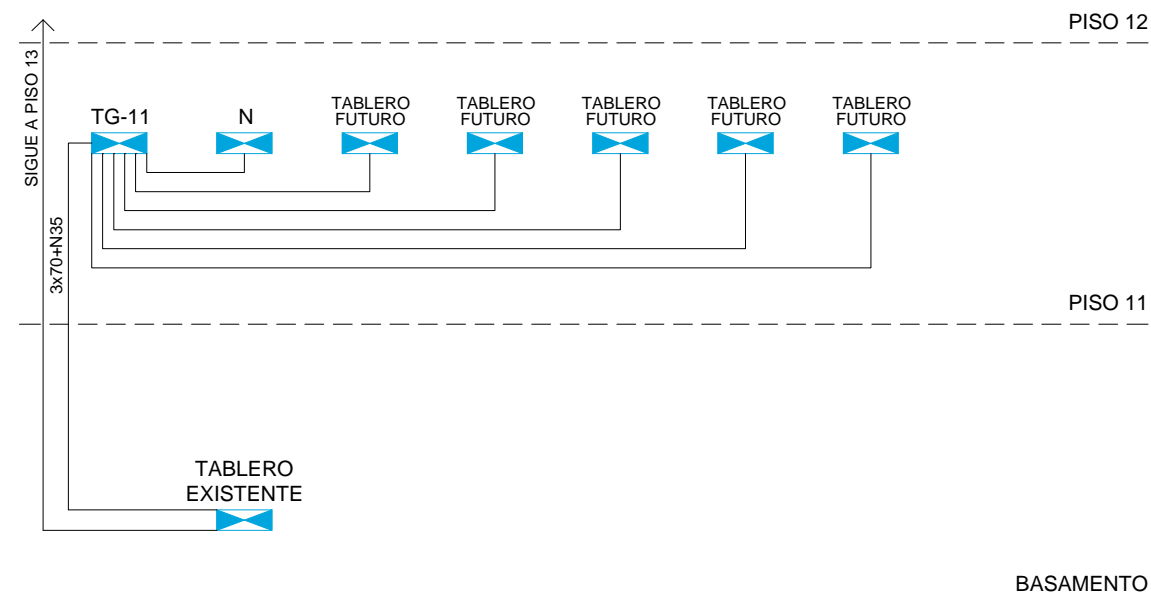 PISO 12
SIGUE A PISO 13
TG-11
N
TABLERO
FUTURO
TABLERO
FUTURO
TABLERO
FUTURO
TABLERO
FUTURO
TABLERO
FUTURO
3x70+N35
PISO 11
TABLERO
EXISTENTE
BASAMENTO